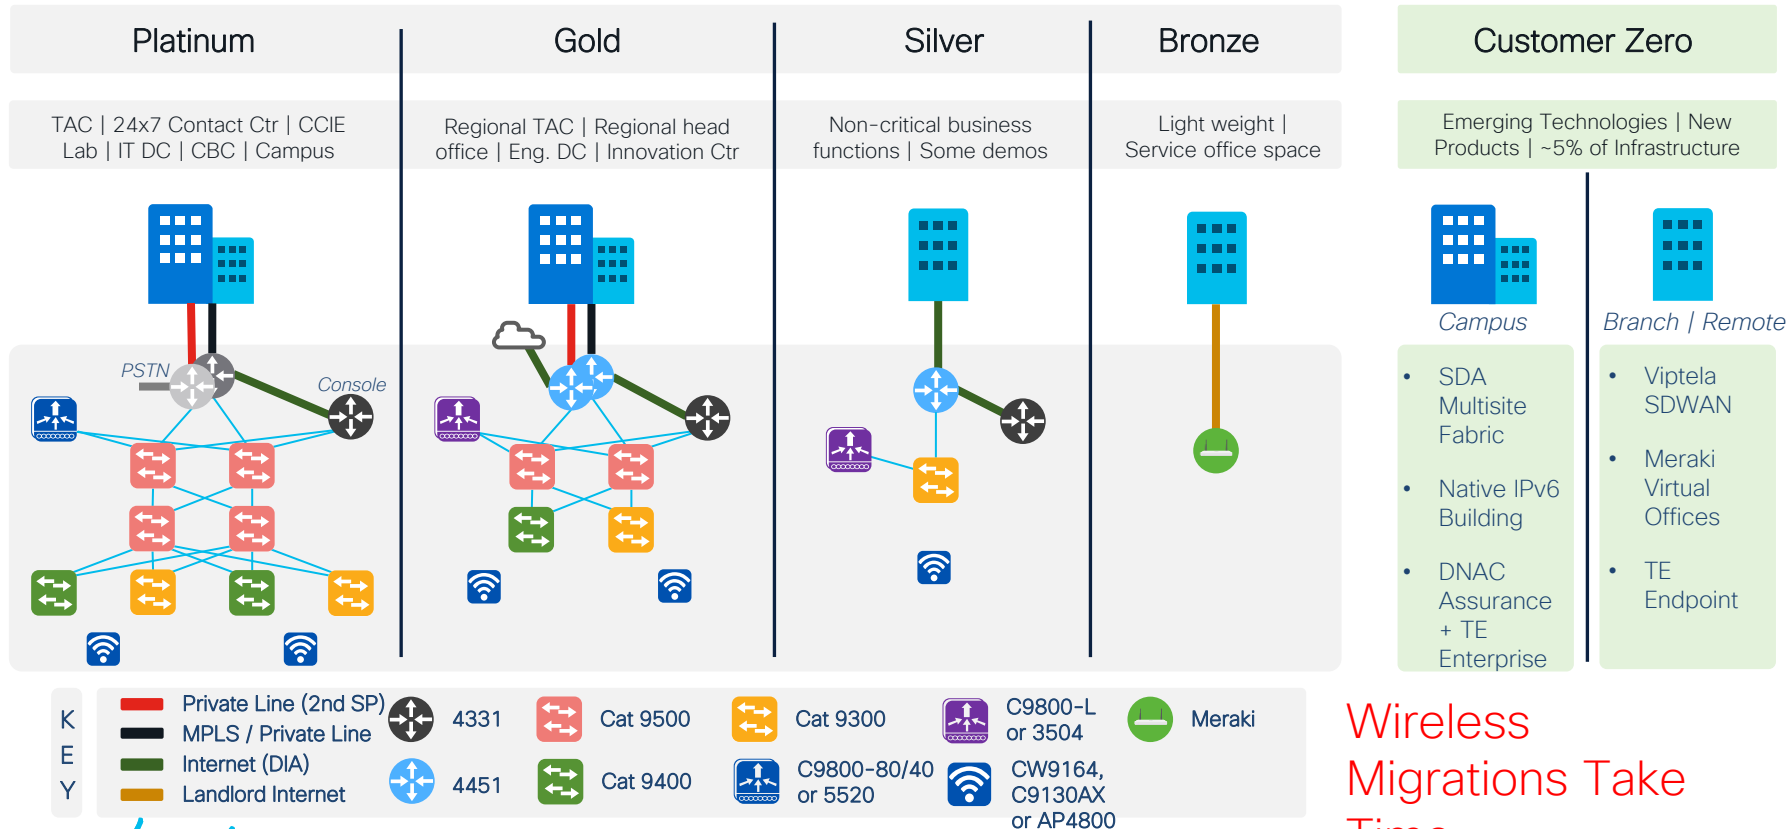 Platinum
Gold
Silver
Bronze
Customer Zero
TAC | 24x7 Contact Ctr | CCIE
Lab | IT DC | CBC | Campus
Regional TAC | Regional head
office | Eng. DC | Innovation Ctr
Non-critical business
functions | Some demos
Light weight |
Service office space
Emerging Technologies | New
Products | ~5% of Infrastructure
Campus
Branch | Remote
PSTN
Console
• SDA
Multisite
Fabric
• Native IPv6
Building
• DNAC
Assurance
+ TE
Enterprise
• Viptela
SDWAN
• Meraki
Virtual
Offices
• TE
Endpoint
K
E
Y
Private Line (2nd SP)
MPLS / Private Line
Internet (DIA)
Landlord Internet
4331
4451
Cat 9500
Cat 9400
Cat 9300
C9800-80/40
or 5520
C9800-L
or 3504
CW9164,
C9130AX
or AP4800
Meraki
Wireless
Migrations Take
Time